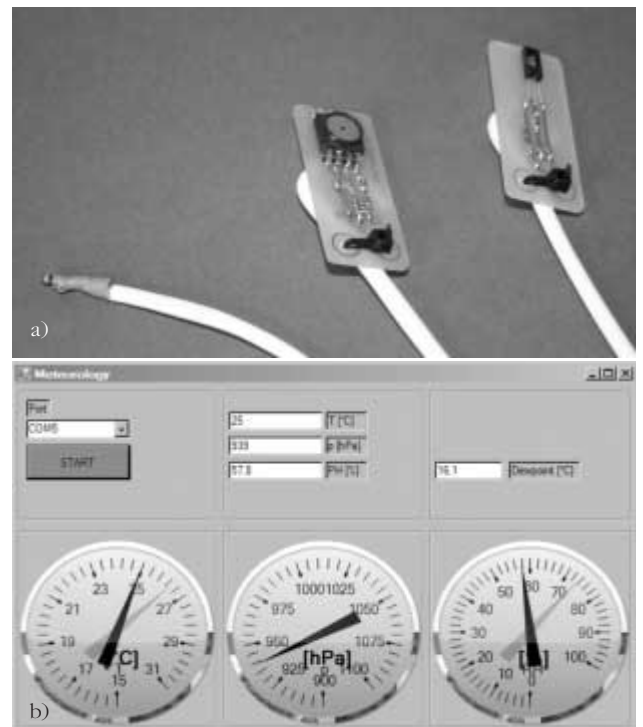 a)
Meteorology
Port
COM5
START
25 T [°C]
939 p [hPa]
57.8 [%]
16,1 Dewpoint [°C]
15 17 19 21 23 25 27 29 31
900 925 950 975 1000 1025 1050 1075 1100
[hPa]
0 10 20 30 40 50 60 70 80 90 100
b)